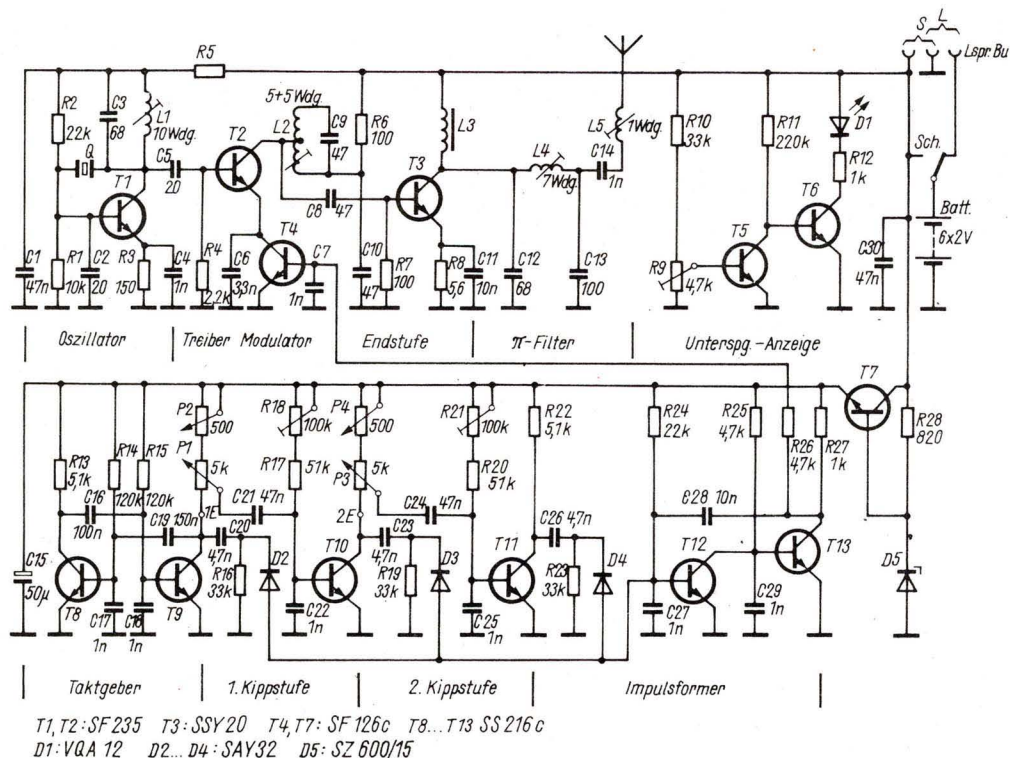 S L
Lspr. Bu
R5
R2
22k
C3
68
L1
10Wdg.
Q
C5
20
T1
T2
5+5 Wdg.
L2
C9
47
R6
100
L3
C8
47
T3
L4
7Wdg.
C14
1n
L5
1Wdg.
R10
33k
R11
220k
D1
R12
1k
T6
T5
Sch.
Batt.
6x2V
C1
47n
R1
10k
C2
20
R3
150
C4
1n
R4
2,2k
C6
33n
T4
C7
1n
C10
47
R7
100
R8
5,6
C11
10n
C12
68
C13
100
R9
4,7k
C30
47n
Oszillator
Treiber Modulator
Endstufe
π-Filter
Unterspg.-Anzeige
T7
R28
820
P2
500
R18
100k
P4
500
R21
100k
R22
5,1k
R24
22k
R25
4,7k
R26
4,7k
R27
1k
R13
5,1k
R14
120k
R15
120k
P1
5k
R17
51k
P3
5k
R20
51k
C16
100n
C19 150n
1E
C21 47n
2E
C24 47n
C28 10n
C15
50µ
T8
C17
1n
C18
1n
T9
C20
47n
R16
33k
D2
C22
1n
T10
C23
4,7n
R19
33k
D3
C25
1n
T11
C26 4,7n
R23
33k
D4
T12
C27
1n
C29
1n
T13
D5
Taktgeber
1. Kippstufe
2. Kippstufe
Impulsformer
T1, T2: SF 235 T3: SSY 20 T4, T7: SF 126c T8...T13 SS 216 c
D1: VQA 12 D2...D4: SAY32 D5: SZ 600/15